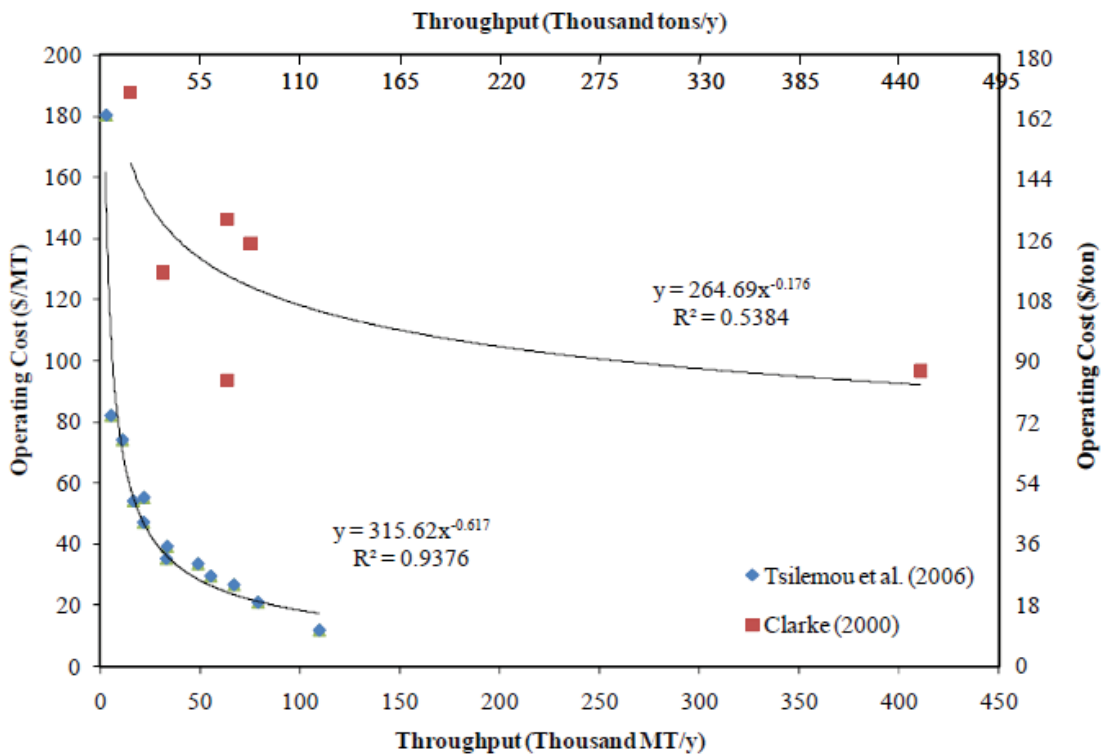 Throughput (Thousand tons/y)
55 110 165 220 275 330 385 440 495
200
180
160
140
120
100
80
60
40
20
0
Operating Cost ($/MT)
180
162
144
126
108
90
72
54
36
18
0
Operating Cost ($/ton)
y = 264.69x^-0.176
R² = 0.5384
y = 315.62x^-0.617
R² = 0.9376
Tsilemou et al. (2006)
Clarke (2000)
0 50 100 150 200 250 300 350 400 450
Throughput (Thousand MT/y)